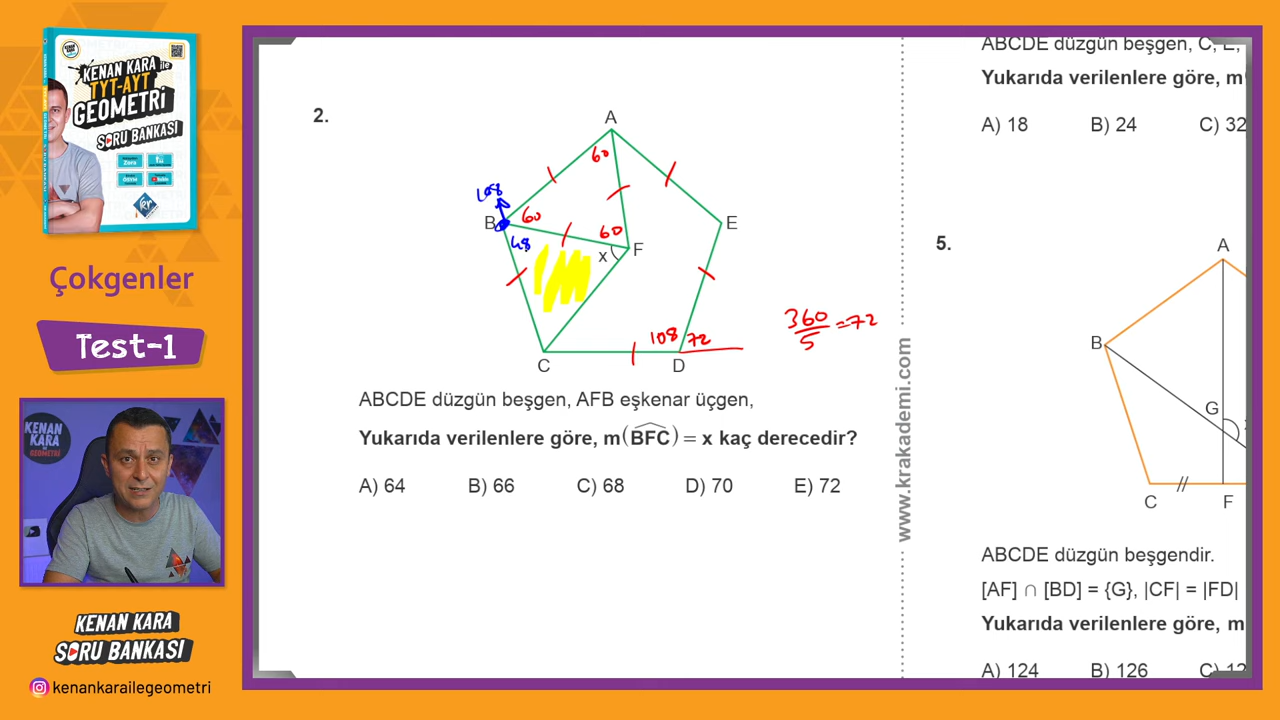 KENAN KARA ile
TYT-AYT
GEOMETRİ
SORU BANKASI
Çokgenler
Test-1
KENAN KARA
SORU BANKASI
kenankarailegeometri
2.
A
60
108
B
60
60
48
x
F
E
108
72
C
D
360
5
=72
ABCDE düzgün beşgen, AFB eşkenar üçgen,
Yukarıda verilenlere göre, m(BFC) = x kaç derecedir?
A) 64 B) 66 C) 68 D) 70 E) 72
www.krakademi.com
ABCDE düzgün beşgen, C, E,
Yukarıda verilenlere göre, m
A) 18 B) 24 C) 32
5.
A
B
G
C
F
ABCDE düzgün beşgendir.
[AF] ∩ [BD] = {G}, |CF| = |FD|
Yukarıda verilenlere göre, m
A) 124 B) 126 C) 12